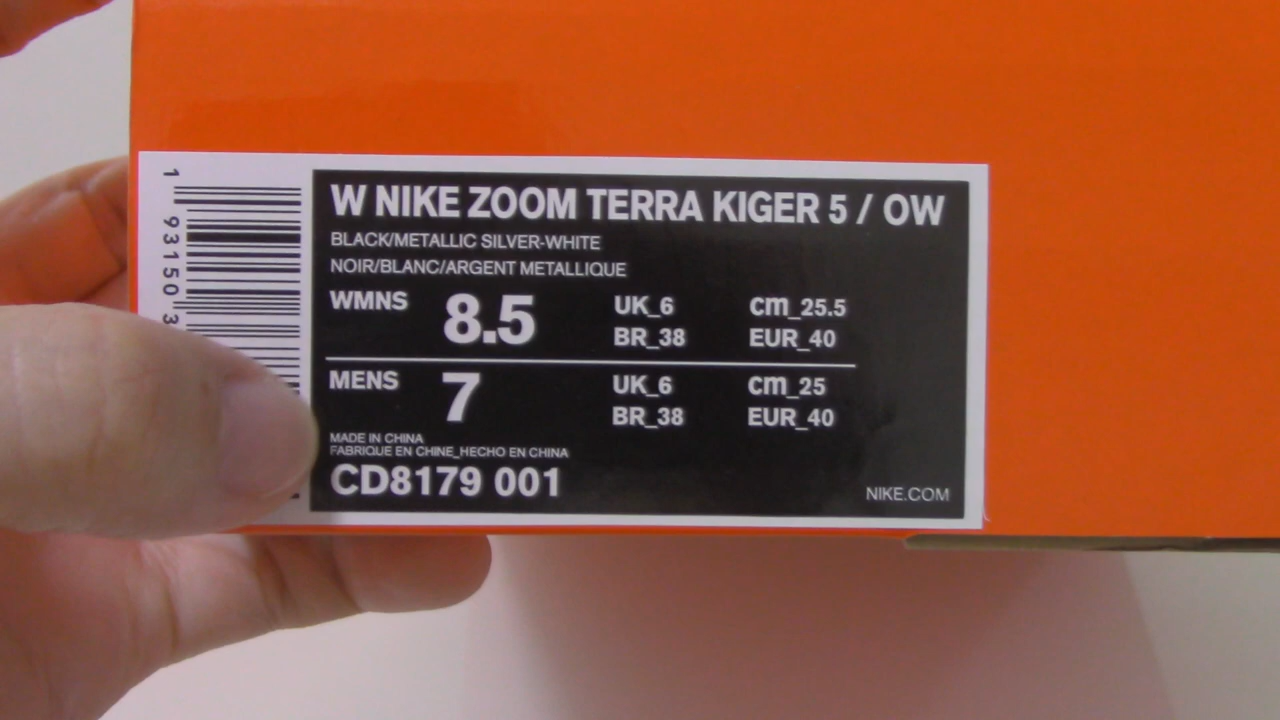 1 93150 3
W NIKE ZOOM TERRA KIGER 5 / OW
BLACK/METALLIC SILVER-WHITE
NOIR/BLANC/ARGENT METALLIQUE
WMNS 8.5 UK_6 cm_25.5
BR_38 EUR_40
MENS 7 UK_6 cm_25
BR_38 EUR_40
MADE IN CHINA
FABRIQUE EN CHINE_HECHO EN CHINA
CD8179 001
NIKE.COM